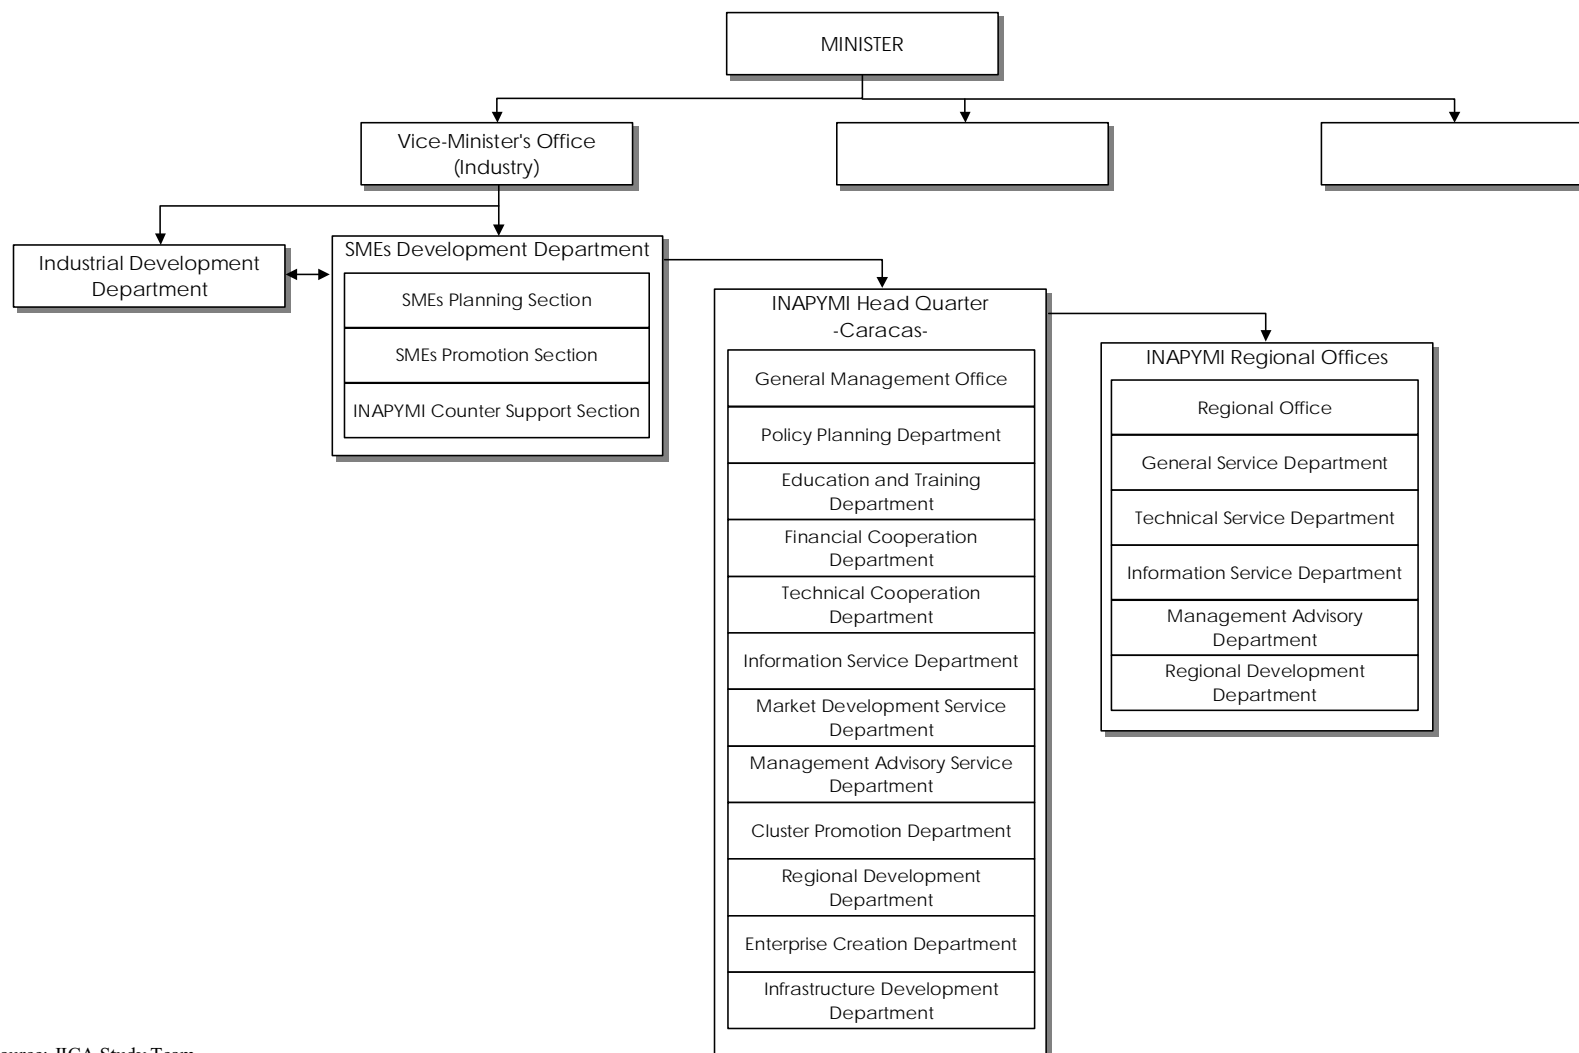 MINISTER
Vice-Minister's Office
(Industry)
Industrial Development
Department
SMEs Development Department
SMEs Planning Section
SMEs Promotion Section
INAPYMI Counter Support Section
INAPYMI Head Quarter
-Caracas-
General Management Office
Policy Planning Department
Education and Training
Department
Financial Cooperation
Department
Technical Cooperation
Department
Information Service Department
Market Development Service
Department
Management Advisory Service
Department
Cluster Promotion Department
Regional Development
Department
Enterprise Creation Department
Infrastructure Development
Department
INAPYMI Regional Offices
Regional Office
General Service Department
Technical Service Department
Information Service Department
Management Advisory
Department
Regional Development
Department
JICA Study Team